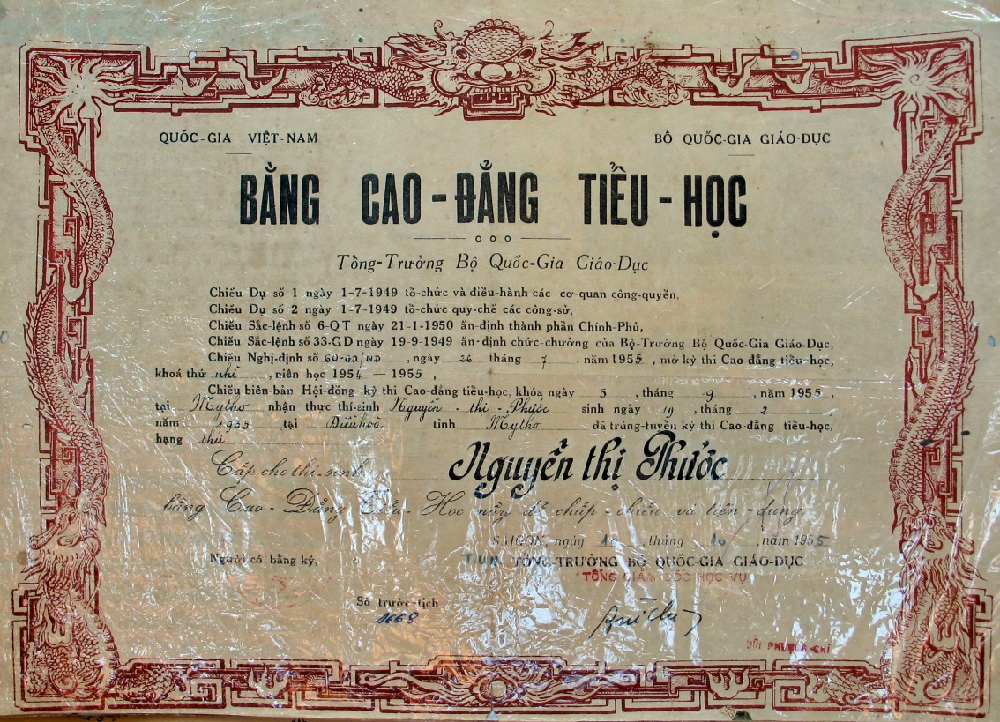 QUỐC-GIA VIỆT-NAM
BỘ QUỐC-GIA GIÁO-DỤC
BẰNG CAO-ĐẲNG TIỂU-HỌC
Tổng-Trưởng Bộ Quốc-Gia Giáo-Dục
Chiếu Dụ số 1 ngày 1-7-1949 tổ-chức và điều-hành các cơ-quan công-quyền,
Chiếu Dụ số 2 ngày 1-7-1949 tổ-chức quy-chế các công-sở,
Chiếu Sắc-lệnh số 6-QT ngày 21-1-1950 ấn-định thành phần Chính-Phủ,
Chiếu Sắc-lệnh số 33-GD ngày 19-9-1949 ấn-định chức-chưởng của Bộ-Trưởng Bộ Quốc-Gia Giáo-Dục,
Chiếu Nghị-định số 60-GD/ND, ngày 26 tháng 7. năm 1955, mở kỳ thi Cao-đẳng tiểu-học,
khoá thứ nhì, niên học 1954 — 1955,
Chiếu biên-bản Hội-đồng kỳ thi Cao-đẳng tiểu-học, khóa ngày 5, tháng 9, năm 1955,
tại Mytho nhận thực thí-sinh Nguyễn-thị-Phước sinh ngày 19, tháng 2,
năm 1935 tại Điềuhoà tỉnh Mytho đã trúng-tuyển kỳ thi Cao-đẳng tiểu-học,
hạng thứ
Cấp cho thí-sinh Nguyễn thị Phước
bằng Cao-Đẳng Tiểu-Học nầy để chấp-chiếu và tiện-dụng.
SAIGON, ngày 10, tháng 10, năm 1955
Người có bằng ký,
T.U.N TỔNG-TRƯỞNG BỘ QUỐC-GIA GIÁO-DỤC
TỔNG GIÁM ĐỐC HỌC-VỤ
Số trước-tịch
1668
BÙI PHƯỢNG CHÌ